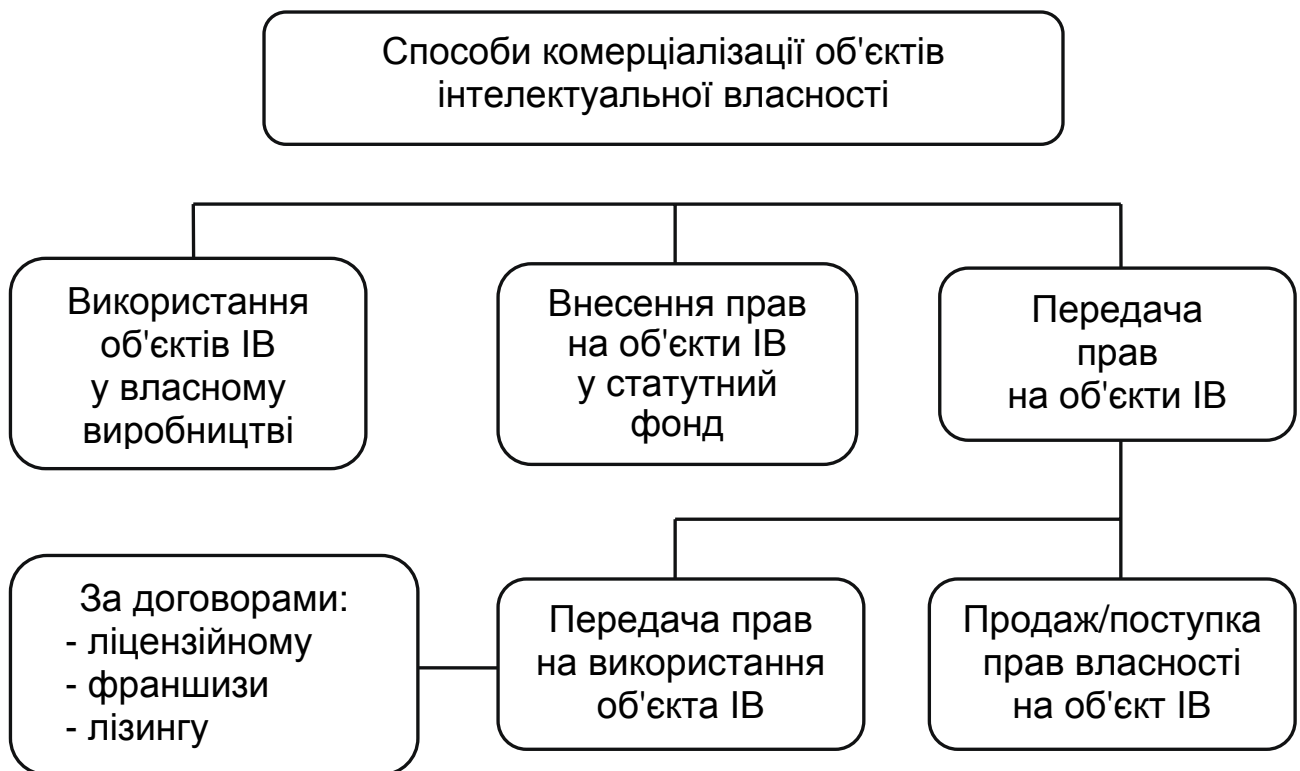 Способи комерціалізації об'єктів
інтелектуальної власності
Використання
об'єктів ІВ
у власному
виробництві
Внесення прав
на об'єкти ІВ
у статутний
фонд
Передача
прав
на об'єкти ІВ
За договорами:
- ліцензійному
- франшизи
- лізингу
Передача прав
на використання
об'єкта ІВ
Продаж/поступка
прав власності
на об'єкт ІВ